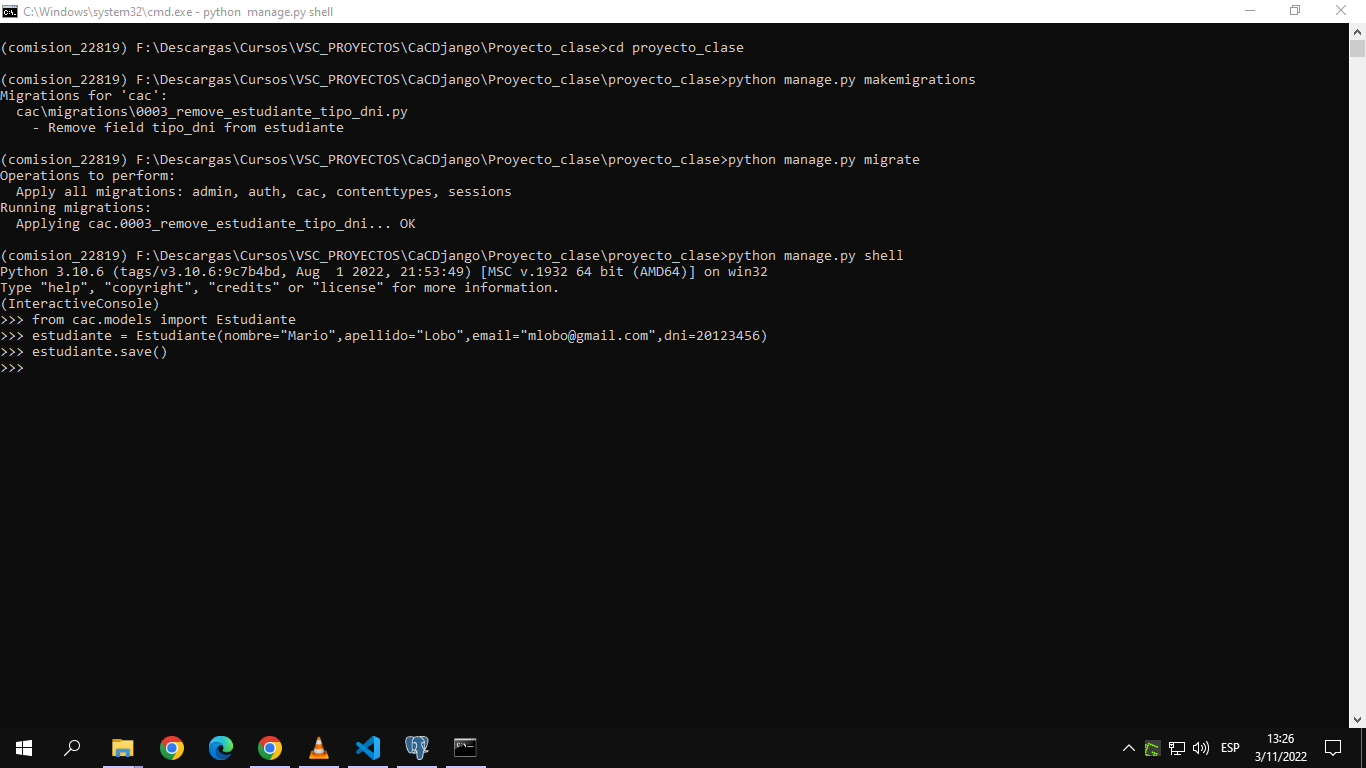 C:\Windows\system32\cmd.exe - python  manage.py shell
(comision_22819) F:\Descargas\Cursos\VSC_PROYECTOS\CaCDjango\Proyecto_clase>cd proyecto_clase
(comision_22819) F:\Descargas\Cursos\VSC_PROYECTOS\CaCDjango\Proyecto_clase\proyecto_clase>python manage.py makemigrations
Migrations for 'cac':
  cac\migrations\0003_remove_estudiante_tipo_dni.py
    - Remove field tipo_dni from estudiante
(comision_22819) F:\Descargas\Cursos\VSC_PROYECTOS\CaCDjango\Proyecto_clase\proyecto_clase>python manage.py migrate
Operations to perform:
  Apply all migrations: admin, auth, cac, contenttypes, sessions
Running migrations:
  Applying cac.0003_remove_estudiante_tipo_dni... OK
(comision_22819) F:\Descargas\Cursos\VSC_PROYECTOS\CaCDjango\Proyecto_clase\proyecto_clase>python manage.py shell
Python 3.10.6 (tags/v3.10.6:9c7b4bd, Aug  1 2022, 21:53:49) [MSC v.1932 64 bit (AMD64)] on win32
Type "help", "copyright", "credits" or "license" for more information.
(InteractiveConsole)
>>> from cac.models import Estudiante
>>> estudiante = Estudiante(nombre="Mario",apellido="Lobo",email="mlobo@gmail.com",dni=20123456)
>>> estudiante.save()
>>>
ESP
13:26
3/11/2022